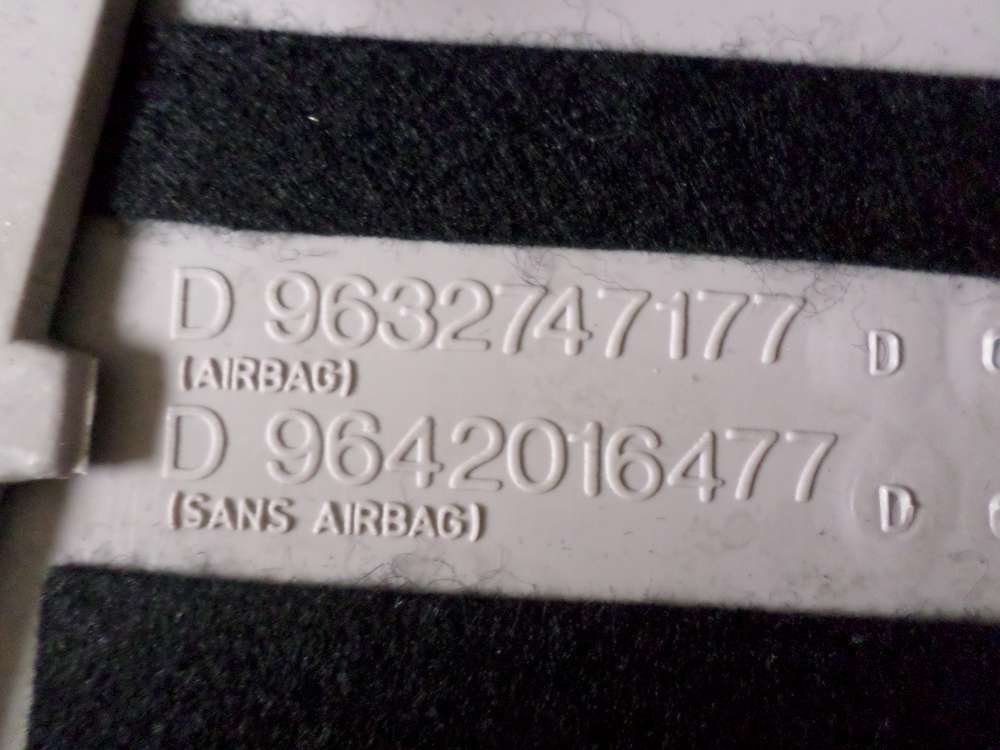 D 9632747177 D
(AIRBAG)
D 9642016477 D
(SANS AIRBAG)